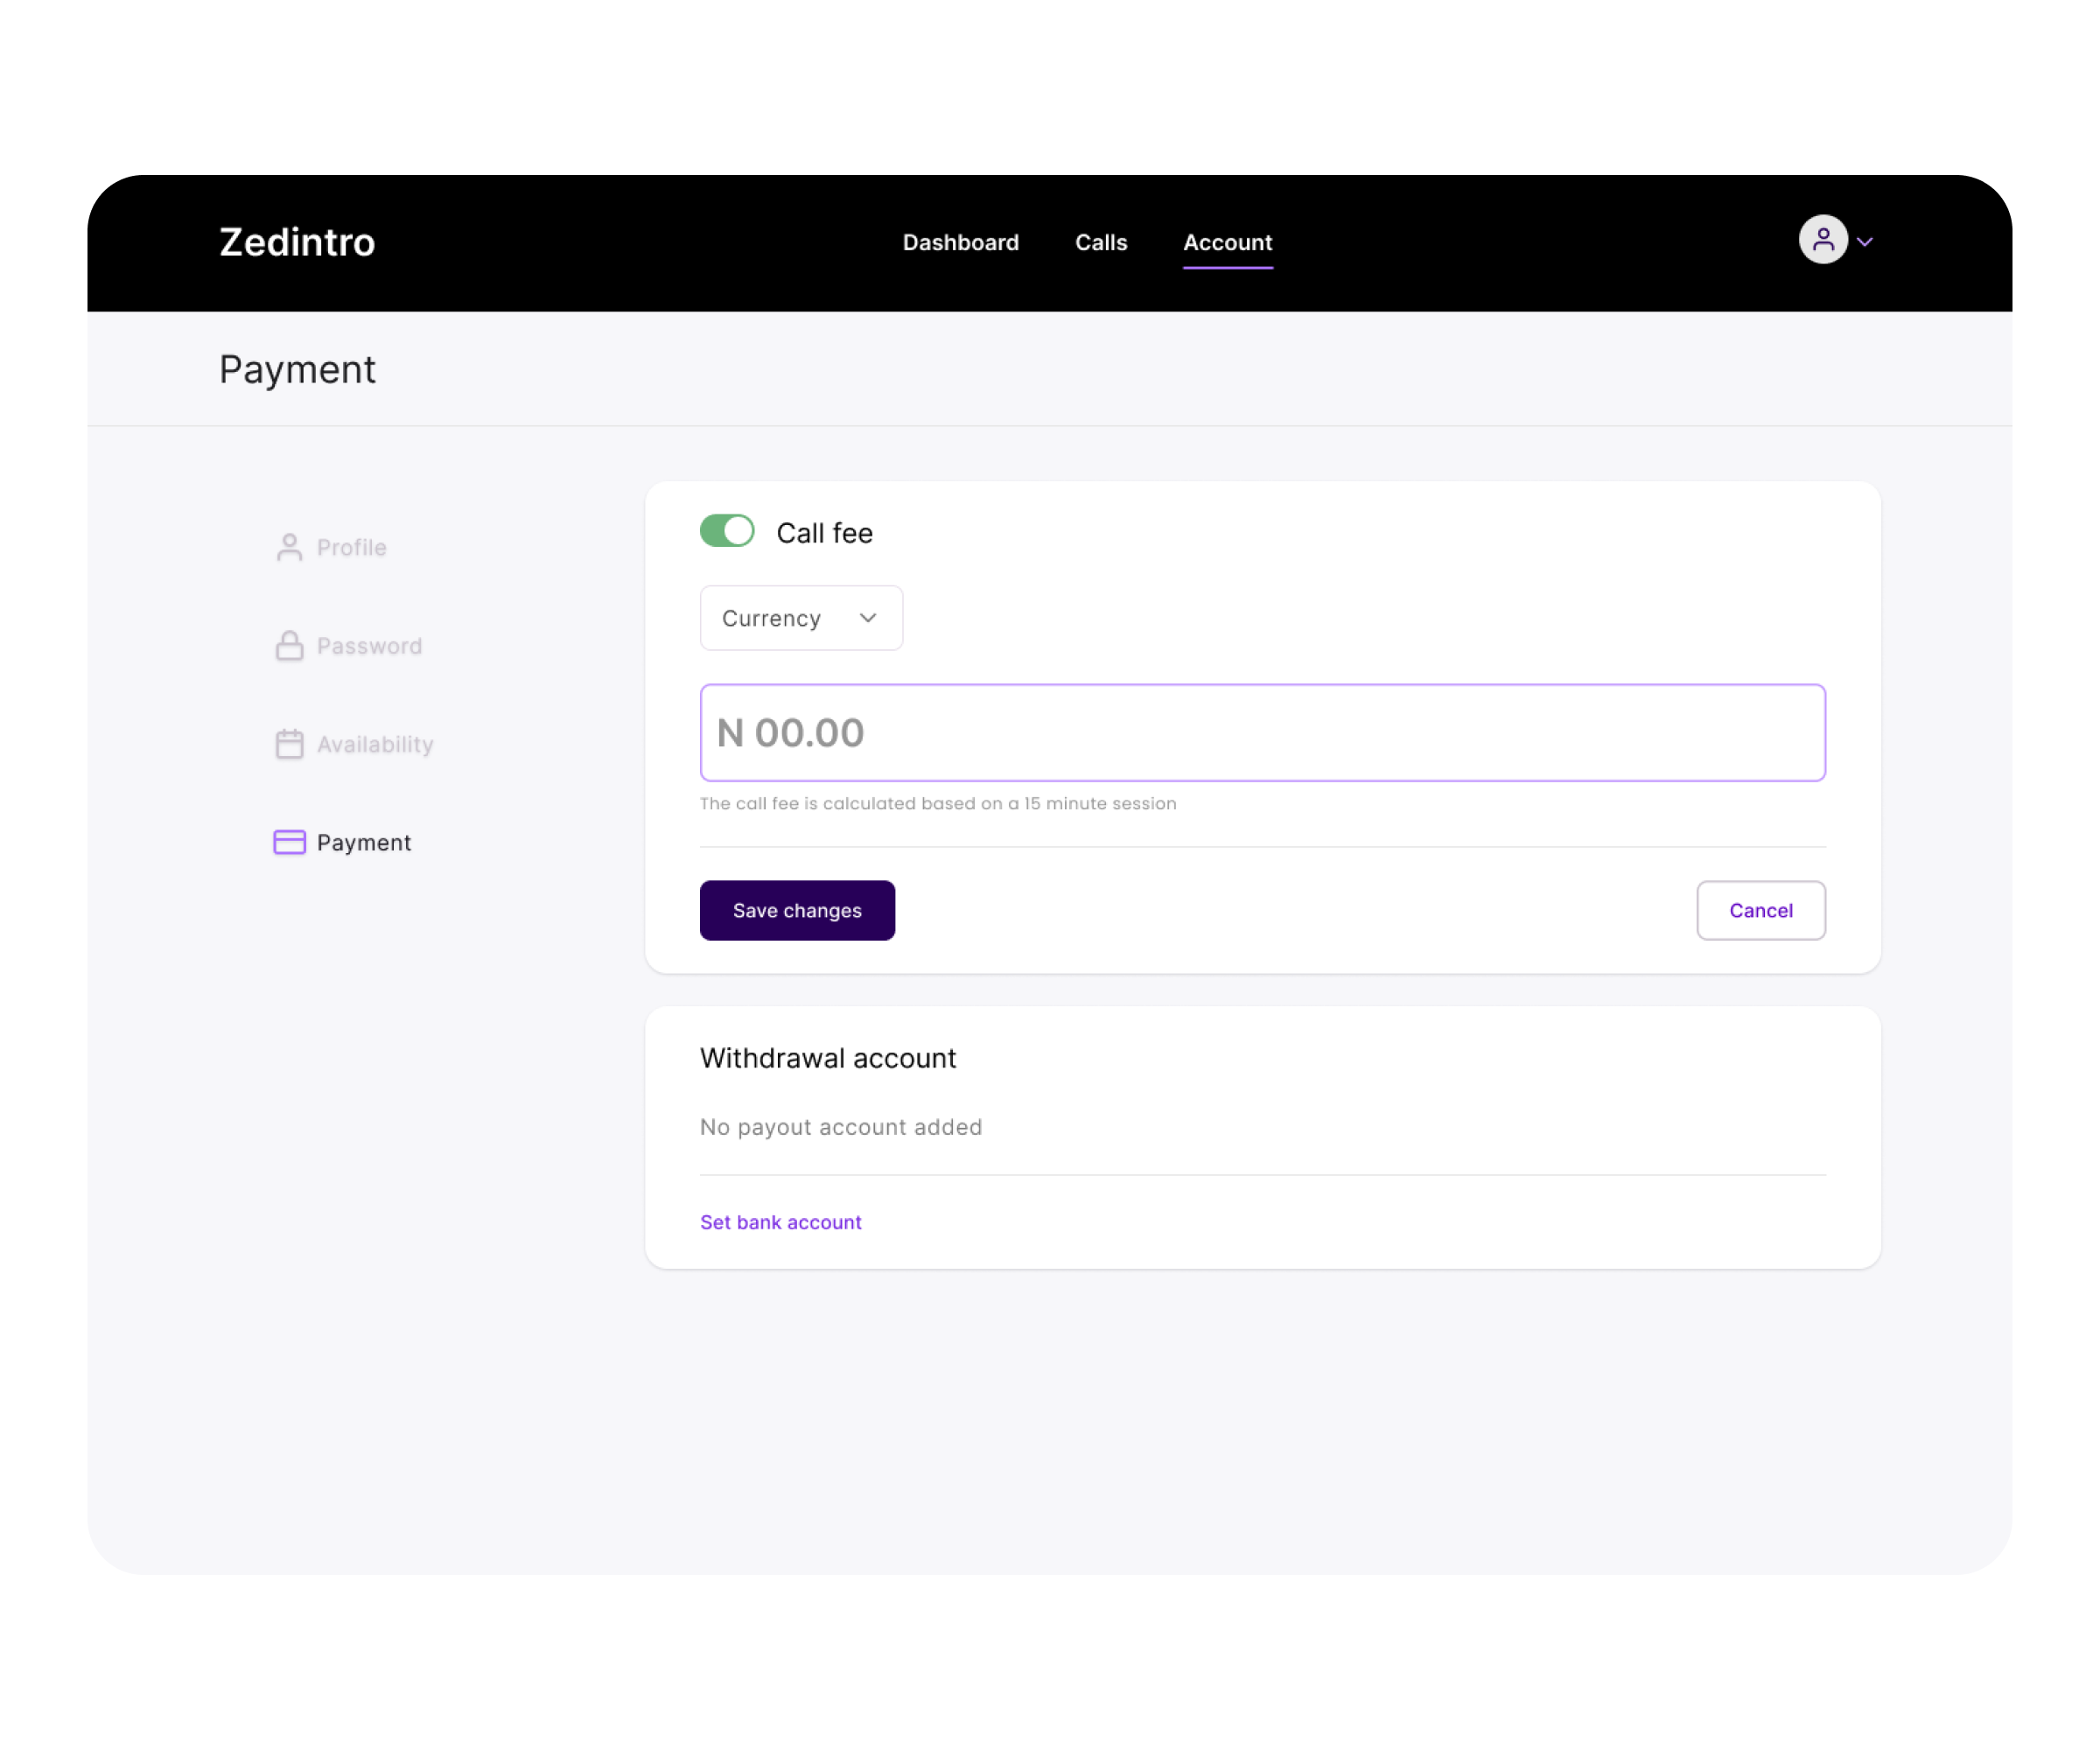 Zedintro
Dashboard
Calls
Account
Payment
Profile
Password
Availability
Payment
Call fee
Currency
N 00.00
The call fee is calculated based on a 15 minute session
Save changes
Cancel
Withdrawal account
No payout account added
Set bank account